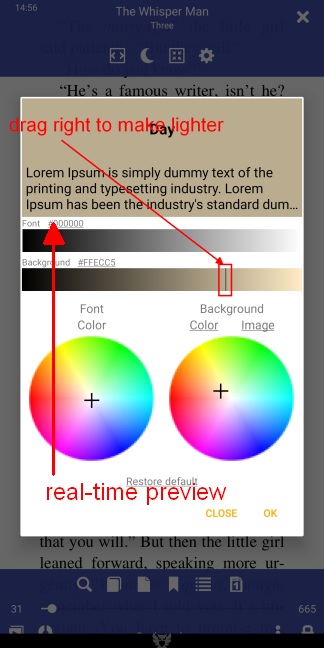 14:56
The Whisper Man
Three
“He’s a famous writer, isn’t he?
drag right to make lighter
Day
Lorem Ipsum is simply dummy text of the
printing and typesetting industry. Lorem
Ipsum has been the industry's standard dum...
Font #000000
Background #FFECC5
Font
Color
Background
Color Image
Restore default
real-time preview
CLOSE OK
that you will.” But then the little girl
leaned forward, speaking more ur-
31
665